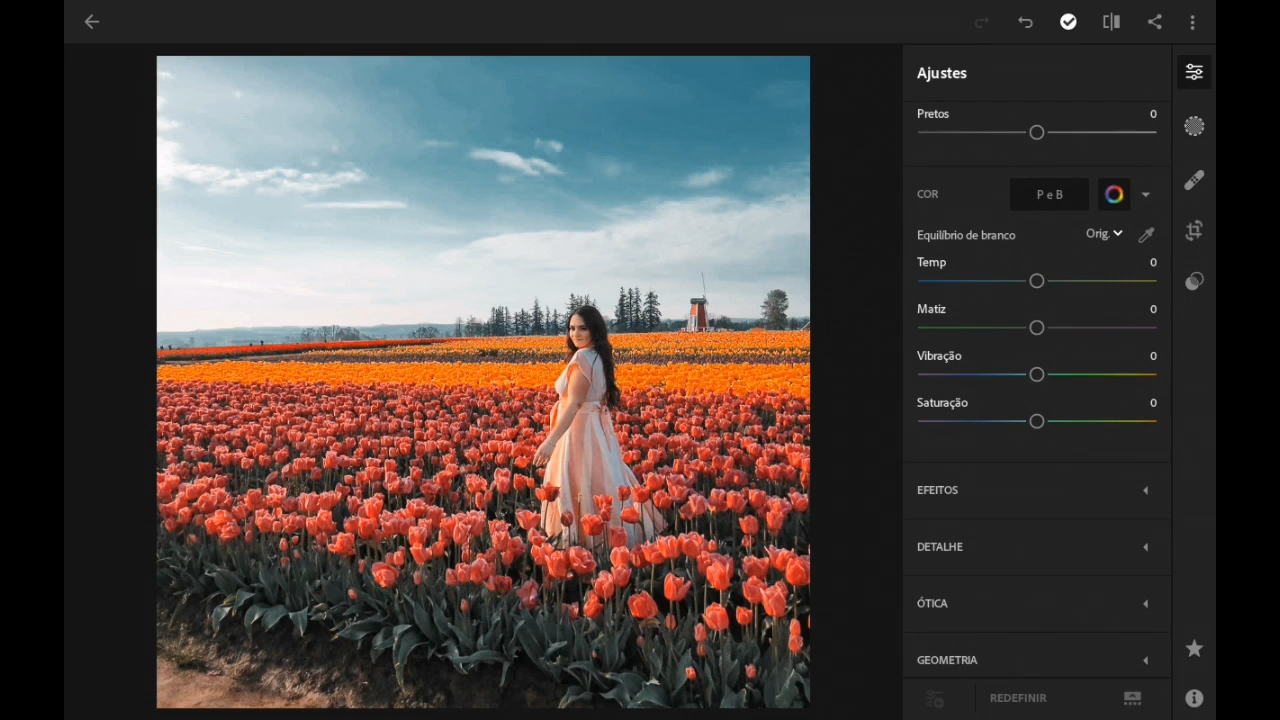 Ajustes
Pretos 0
COR P e B
Equilíbrio de branco Orig.
Temp 0
Matiz 0
Vibração 0
Saturação 0
EFEITOS
DETALHE
ÓTICA
GEOMETRIA
REDEFINIR